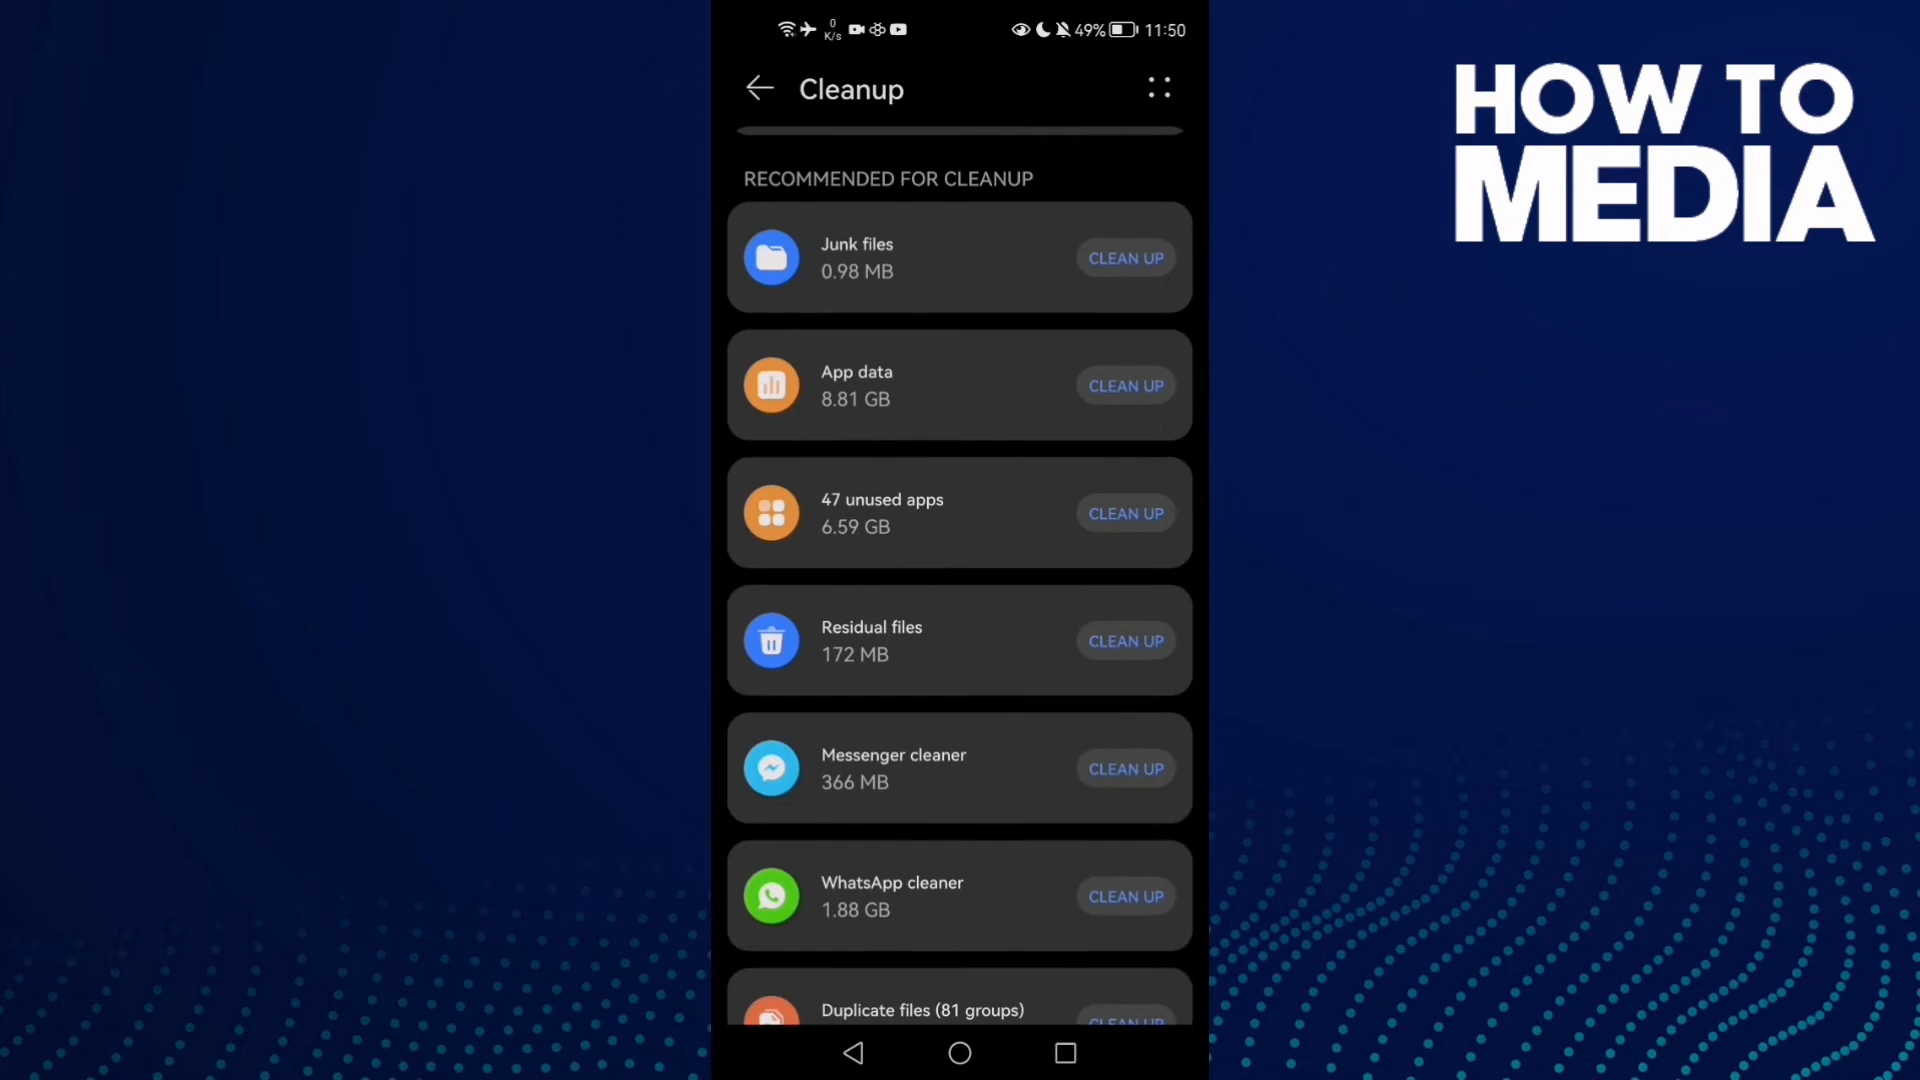 0
K/s
49%
11:50
Cleanup
HOW TO
MEDIA
RECOMMENDED FOR CLEANUP
Junk files
0.98 MB
CLEAN UP
App data
8.81 GB
CLEAN UP
47 unused apps
6.59 GB
CLEAN UP
Residual files
172 MB
CLEAN UP
Messenger cleaner
366 MB
CLEAN UP
WhatsApp cleaner
1.88 GB
CLEAN UP
Duplicate files (81 groups)
CLEAN UP